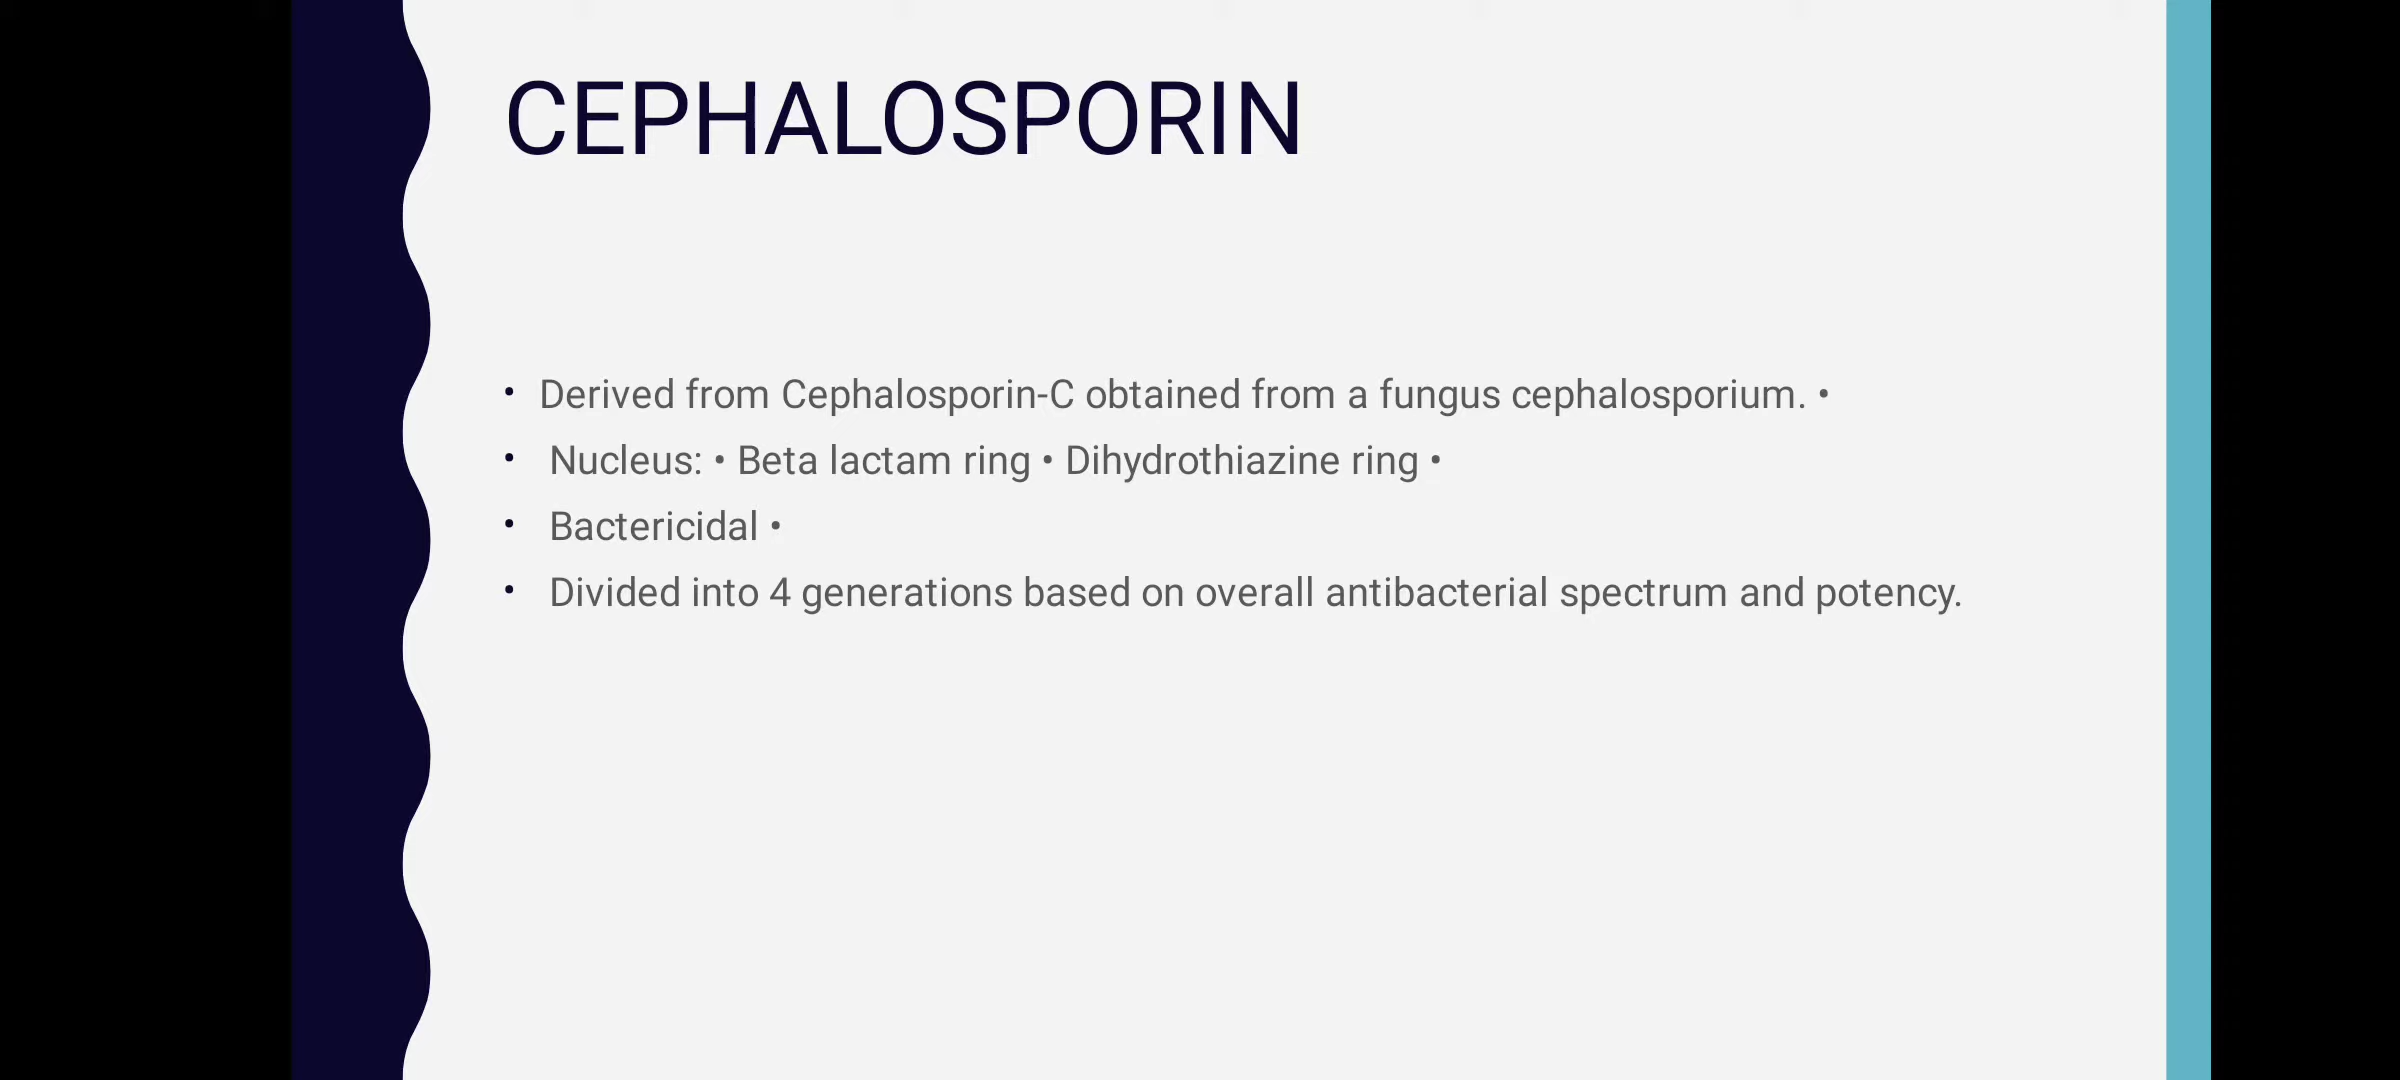 CEPHALOSPORIN
• Derived from Cephalosporin-C obtained from a fungus cephalosporium. •
• Nucleus: • Beta lactam ring • Dihydrothiazine ring •
• Bactericidal •
• Divided into 4 generations based on overall antibacterial spectrum and potency.